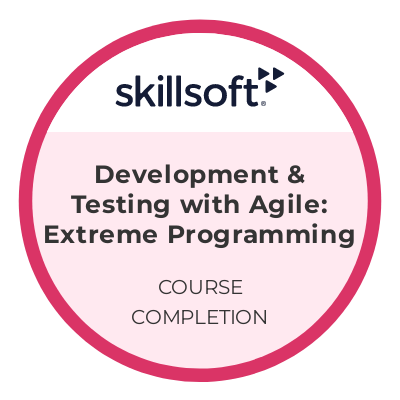 skillsoft®
Development &
Testing with Agile:
Extreme Programming
COURSE
COMPLETION